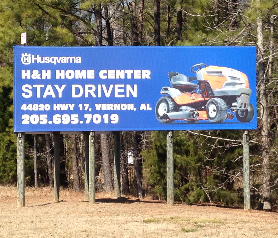 Husqvarna
H&H HOME CENTER
STAY DRIVEN
44820 HWY 17, VERNON, AL
205.695.7019